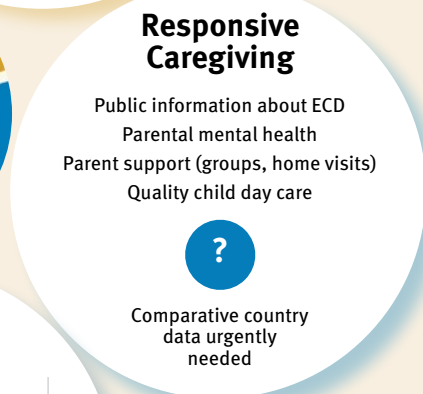 Responsive
Caregiving
Public information about ECD
Parental mental health
Parent support (groups, home visits)
Quality child day care
?
Comparative country
data urgently
needed